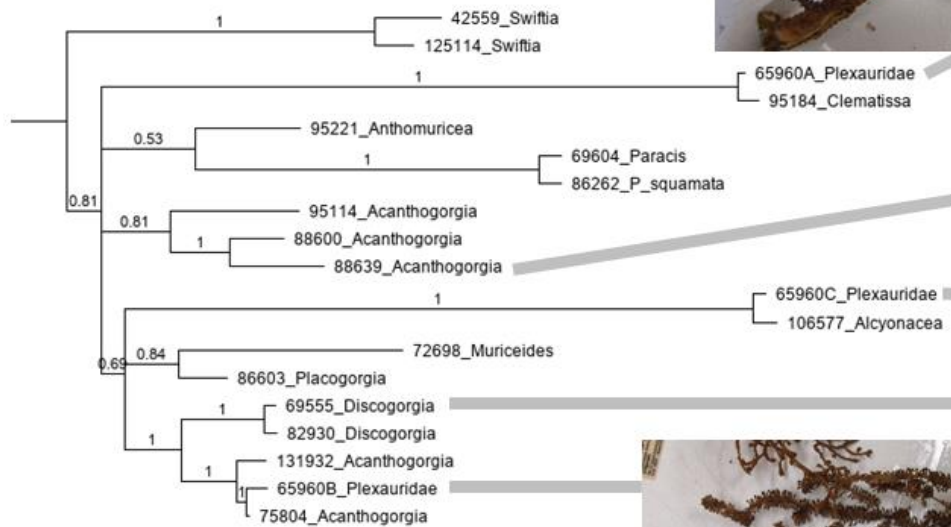 1
42559_Swiftia
125114_Swiftia
1
65960A_Plexauridae
95184_Clematissa
0.53
95221_Anthomuricea
1
69604_Paracis
86262_P_squamata
0.81
0.81
95114_Acanthogorgia
1
88600_Acanthogorgia
88639_Acanthogorgia
1
65960C_Plexauridae
106577_Alcyonacea
0.69
0.84
72698_Muriceides
86603_Placogorgia
1
69555_Discogorgia
82930_Discogorgia
1
1
131932_Acanthogorgia
1
65960B_Plexauridae
75804_Acanthogorgia